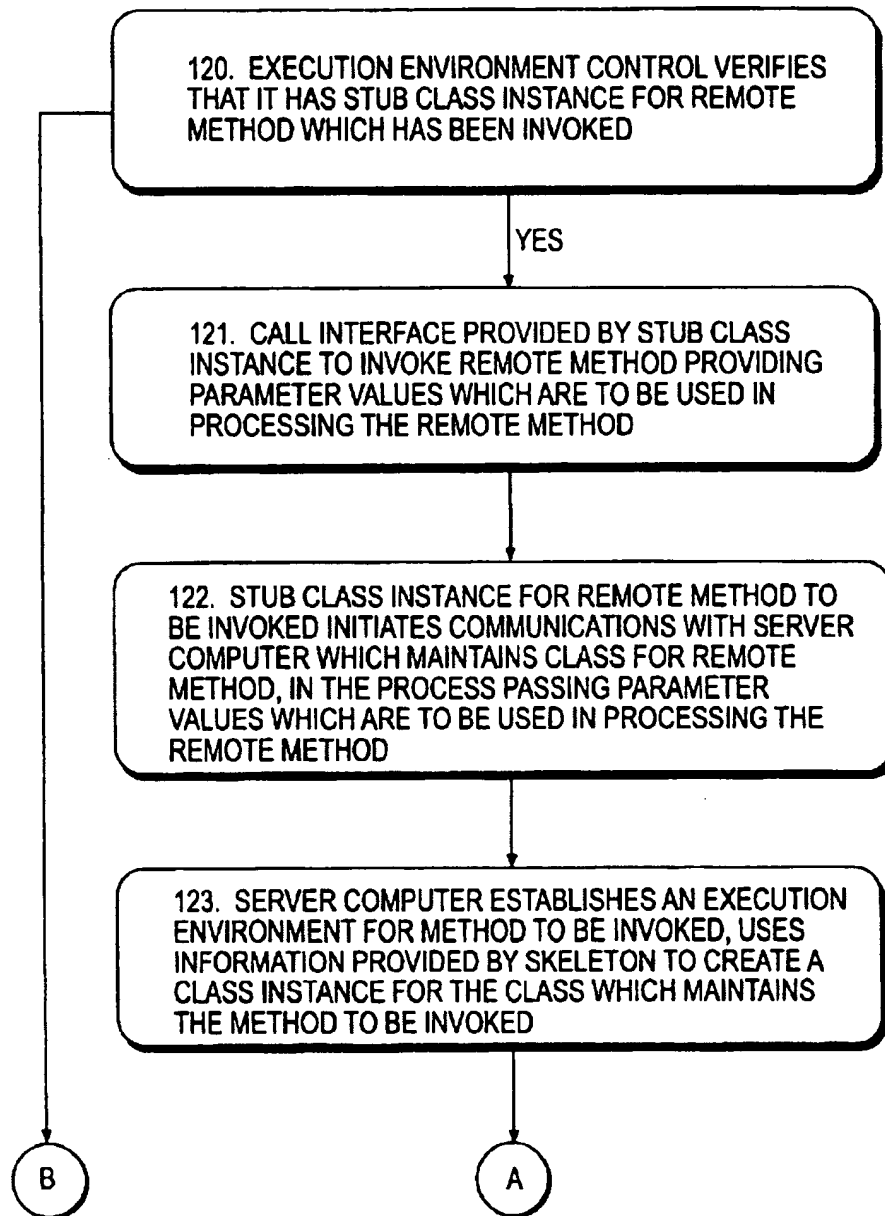 120. EXECUTION ENVIRONMENT CONTROL VERIFIES
THAT IT HAS STUB CLASS INSTANCE FOR REMOTE
METHOD WHICH HAS BEEN INVOKED
YES
121. CALL INTERFACE PROVIDED BY STUB CLASS
INSTANCE TO INVOKE REMOTE METHOD PROVIDING
PARAMETER VALUES WHICH ARE TO BE USED IN
PROCESSING THE REMOTE METHOD
122. STUB CLASS INSTANCE FOR REMOTE METHOD TO
BE INVOKED INITIATES COMMUNICATIONS WITH SERVER
COMPUTER WHICH MAINTAINS CLASS FOR REMOTE
METHOD, IN THE PROCESS PASSING PARAMETER
VALUES WHICH ARE TO BE USED IN PROCESSING THE
REMOTE METHOD
123. SERVER COMPUTER ESTABLISHES AN EXECUTION
ENVIRONMENT FOR METHOD TO BE INVOKED, USES
INFORMATION PROVIDED BY SKELETON TO CREATE A
CLASS INSTANCE FOR THE CLASS WHICH MAINTAINS
THE METHOD TO BE INVOKED
B
A